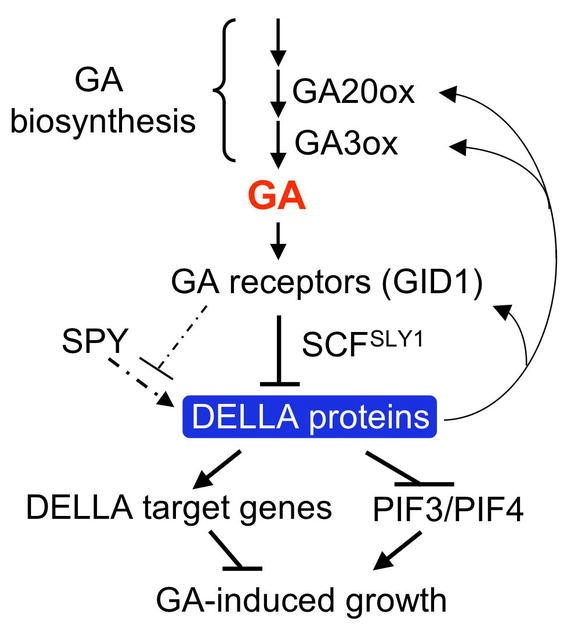 GA
biosynthesis
GA20ox
GA3ox
GA
GA receptors (GID1)
SPY
SCF^SLY1
DELLA proteins
DELLA target genes
PIF3/PIF4
GA-induced growth